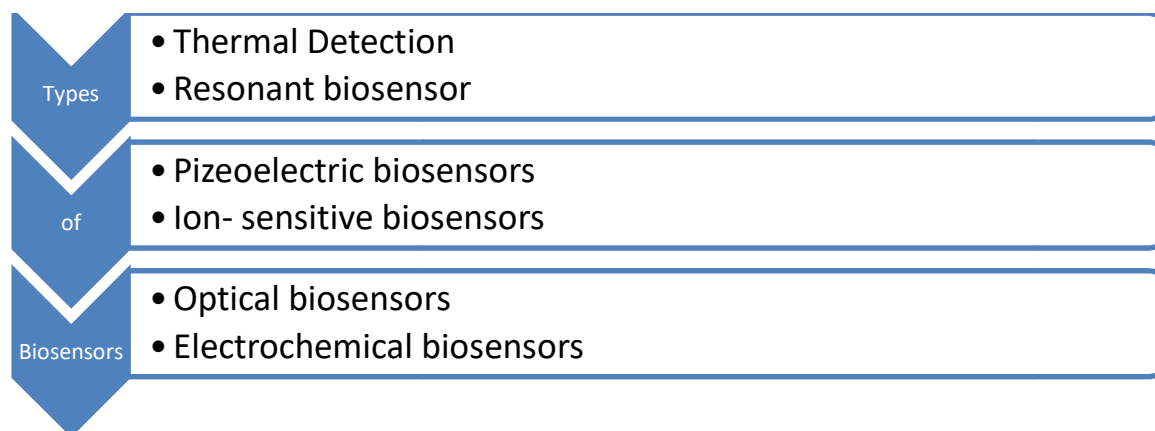 Types
• Thermal Detection
• Resonant biosensor
of
• Pizeoelectric biosensors
• Ion- sensitive biosensors
Biosensors
• Optical biosensors
• Electrochemical biosensors